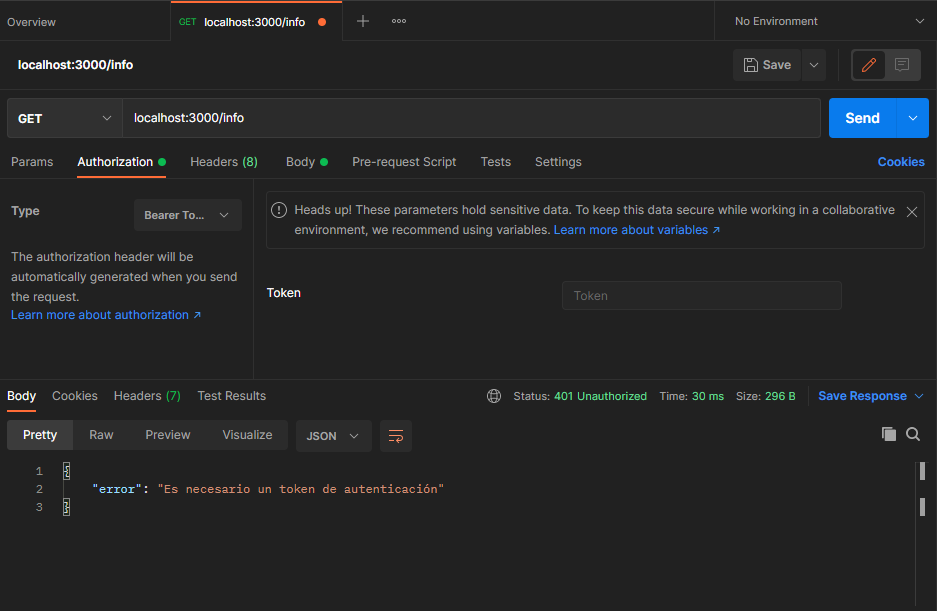 Overview
GET localhost:3000/info
No Environment
localhost:3000/info
Save
GET localhost:3000/info
Send
Params Authorization Headers (8) Body Pre-request Script Tests Settings Cookies
Type
Bearer To...
Heads up! These parameters hold sensitive data. To keep this data secure while working in a collaborative
environment, we recommend using variables. Learn more about variables ↗
The authorization header will be
automatically generated when you send
the request.
Learn more about authorization ↗
Token
Token
Body Cookies Headers (7) Test Results
Status: 401 Unauthorized Time: 30 ms Size: 296 B Save Response
Pretty Raw Preview Visualize JSON
1 {
2 "error": "Es necesario un token de autenticación"
3 }